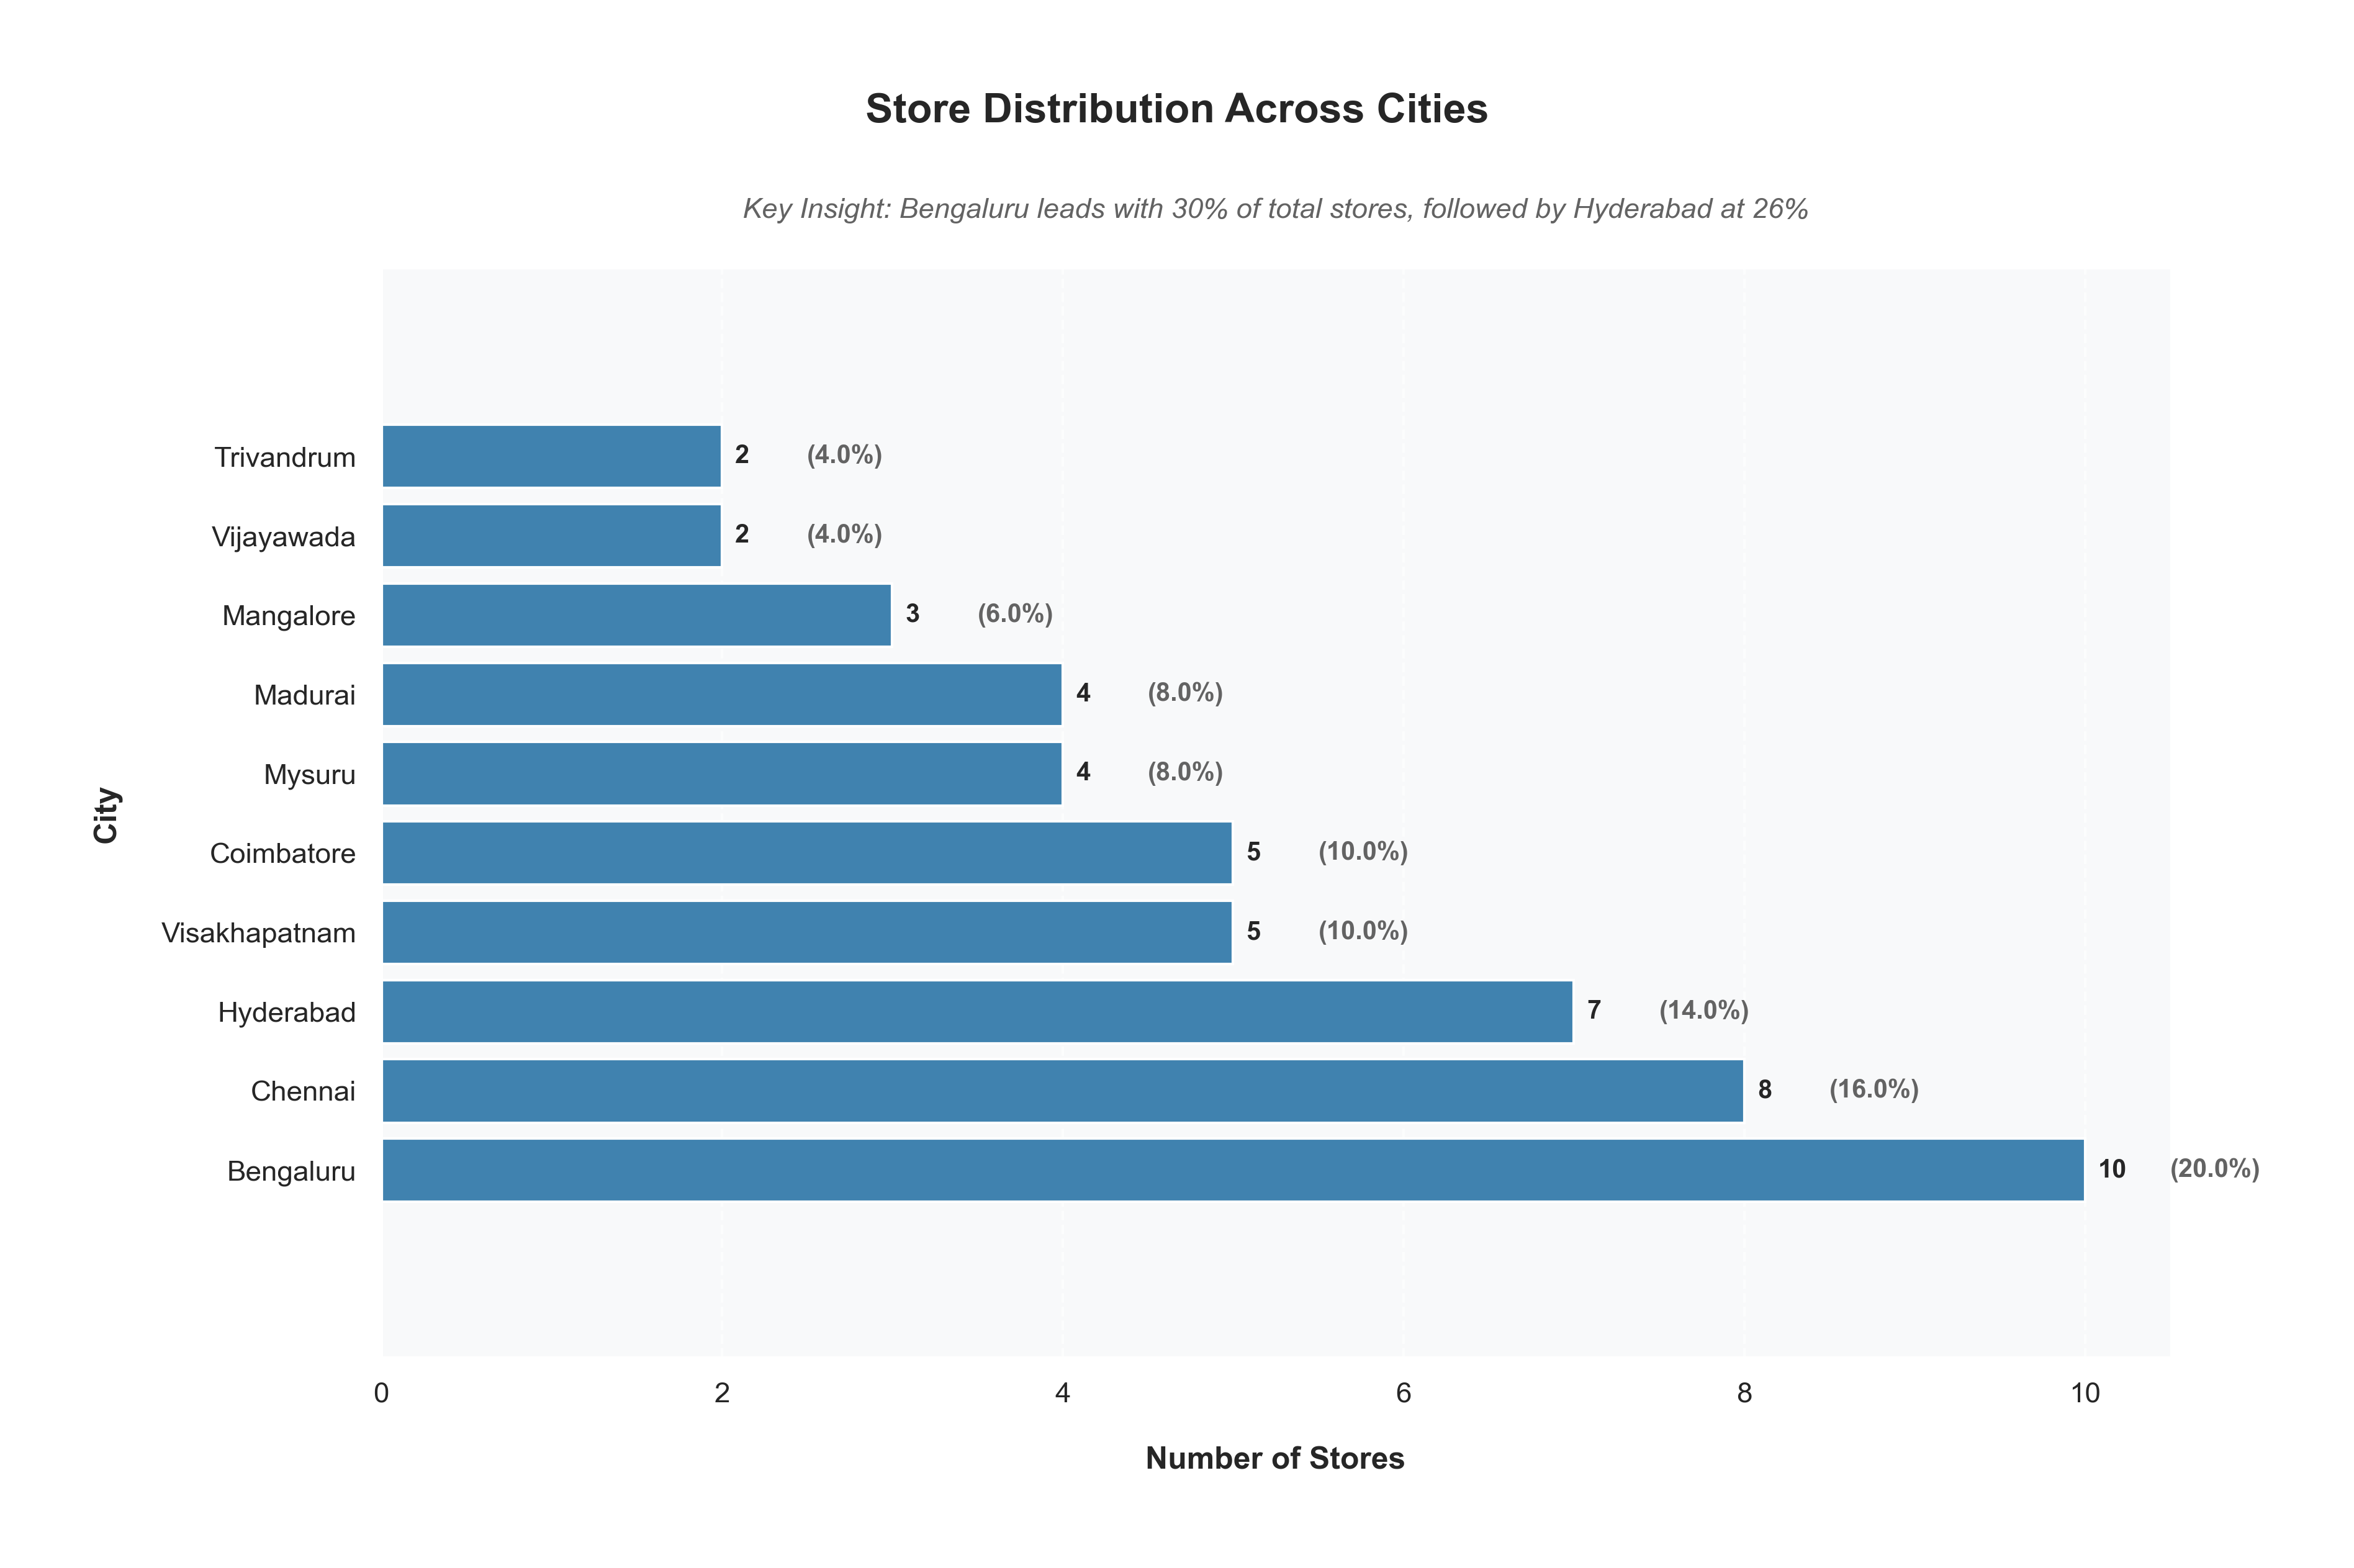 Store Distribution Across Cities
Key Insight: Bengaluru leads with 30% of total stores, followed by Hyderabad at 26%
City
Trivandrum 2 (4.0%)
Vijayawada 2 (4.0%)
Mangalore 3 (6.0%)
Madurai 4 (8.0%)
Mysuru 4 (8.0%)
Coimbatore 5 (10.0%)
Visakhapatnam 5 (10.0%)
Hyderabad 7 (14.0%)
Chennai 8 (16.0%)
Bengaluru 10 (20.0%)
0 2 4 6 8 10
Number of Stores